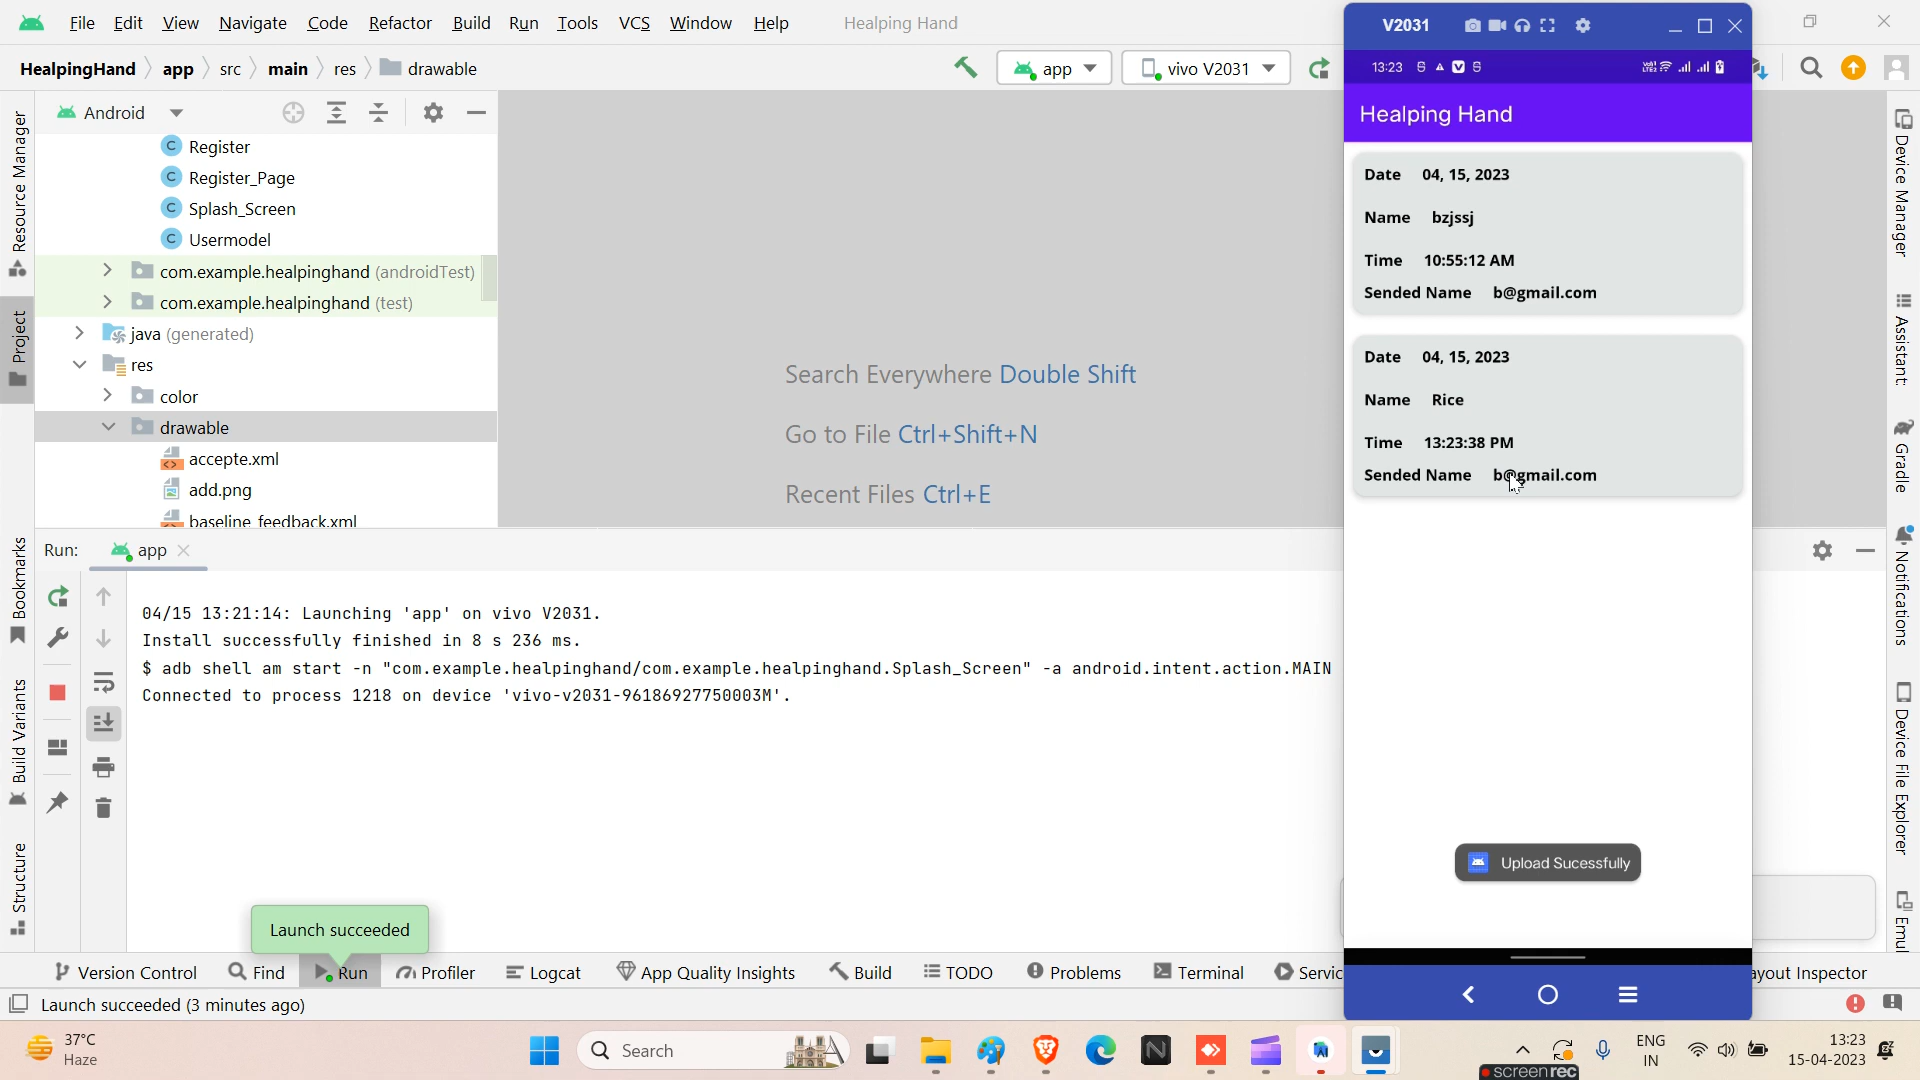 File Edit View Navigate Code Refactor Build Run Tools VCS Window Help Healping Hand
HealpingHand app src main res drawable
app vivo V2031
Android
Register
Register_Page
Splash_Screen
Usermodel
com.example.healpinghand (androidTest)
com.example.healpinghand (test)
java (generated)
res
color
drawable
accepte.xml
add.png
baseline_feedback.xml
Resource Manager
Project
Bookmarks
Build Variants
Structure
Search Everywhere Double Shift
Go to File Ctrl+Shift+N
Recent Files Ctrl+E
Run: app
04/15 13:21:14: Launching 'app' on vivo V2031.
Install successfully finished in 8 s 236 ms.
$ adb shell am start -n "com.example.healpinghand/com.example.healpinghand.Splash_Screen" -a android.intent.action.MAIN
Connected to process 1218 on device 'vivo-v2031-96186927750003M'.
Launch succeeded
V2031
13:23
Healping Hand
Date 04, 15, 2023
Name bzjssj
Time 10:55:12 AM
Sended Name b@gmail.com
Date 04, 15, 2023
Name Rice
Time 13:23:38 PM
Sended Name b@gmail.com
Upload Sucessfully
Device Manager
Assistant:
Gradle
Notifications
Device File Explorer
Emul
Version Control Find Run Profiler Logcat App Quality Insights Build TODO Problems Terminal Servic
ayout Inspector
Launch succeeded (3 minutes ago)
37°C
Haze
Search
ENG
IN
13:23
15-04-2023
screenrec